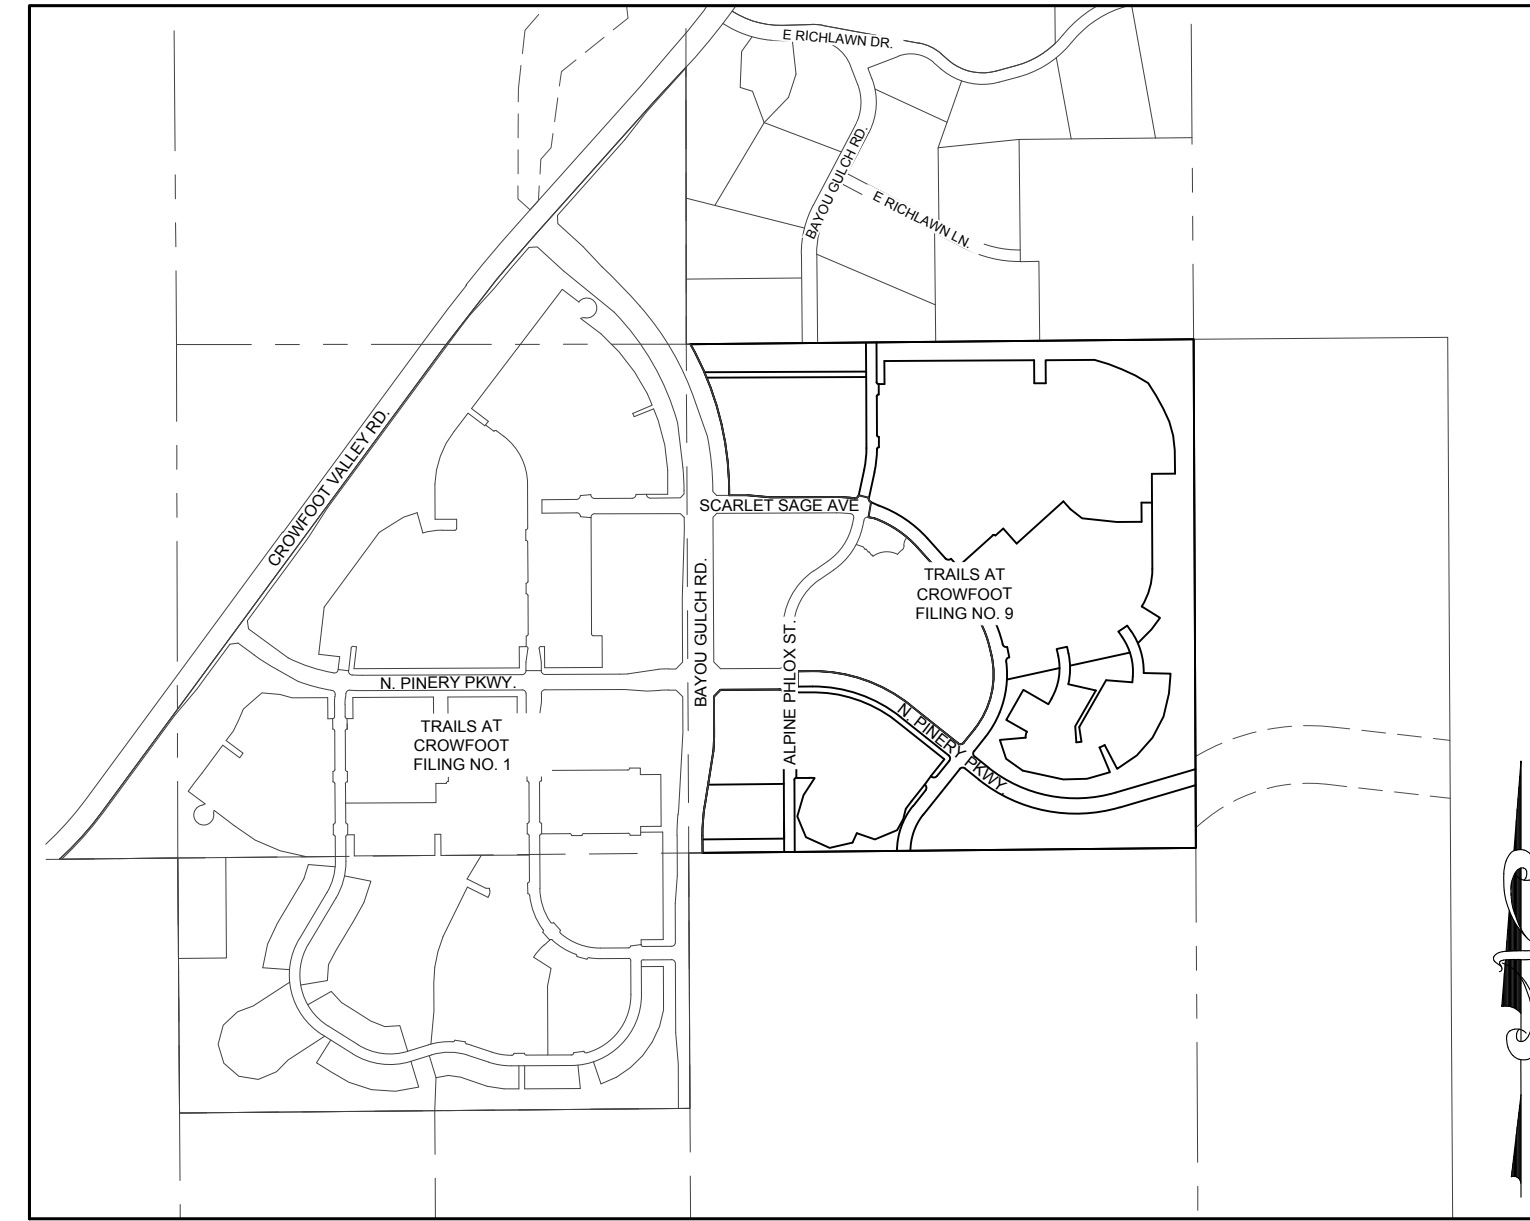 E RICHLAWN DR.
BAYOU GULCH RD.
E RICHLAWN LN.
CROWFOOT VALLEY RD.
SCARLET SAGE AVE
TRAILS AT
CROWFOOT
FILING NO. 9
BAYOU GULCH RD.
ALPINE PHLOX ST.
N. PINERY PKWY.
N. PINERY PKWY.
TRAILS AT
CROWFOOT
FILING NO. 1